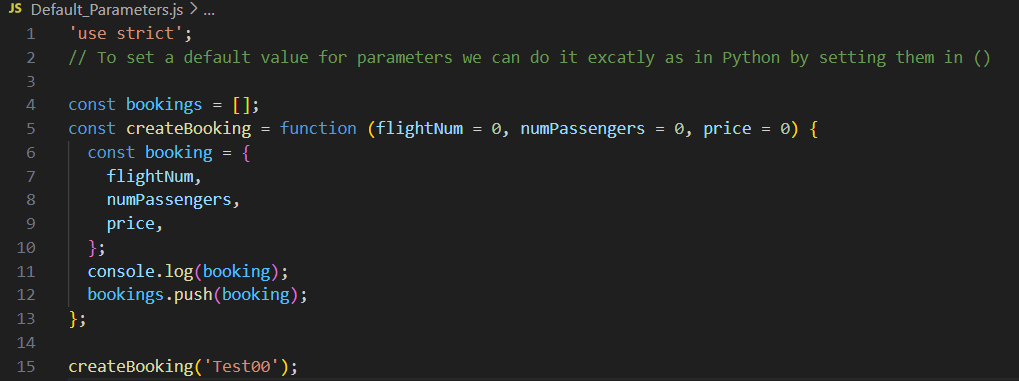 JS Default_Parameters.js > ...
1 'use strict';
2 // To set a default value for parameters we can do it excatly as in Python by setting them in ()
3
4 const bookings = [];
5 const createBooking = function (flightNum = 0, numPassengers = 0, price = 0) {
6 const booking = {
7 flightNum,
8 numPassengers,
9 price,
10 };
11 console.log(booking);
12 bookings.push(booking);
13 };
14
15 createBooking('Test00');